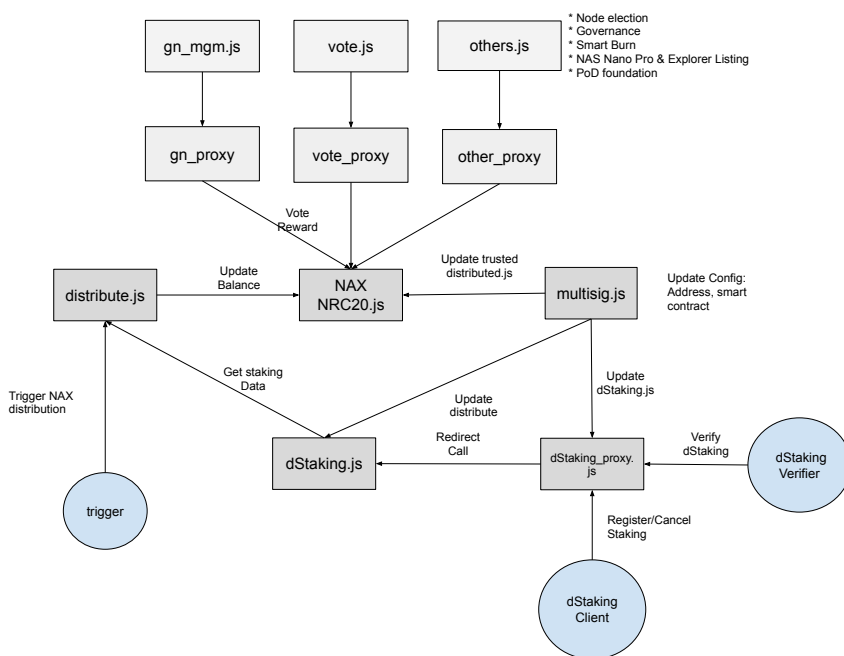 gn_mgm.js
vote.js
others.js
* Node election
* Governance
* Smart Burn
* NAS Nano Pro & Explorer Listing
* PoD foundation
gn_proxy
vote_proxy
other_proxy
Vote
Reward
distribute.js
Update
Balance
NAX
NRC20.js
Update trusted
distributed.js
multisig.js
Update Config:
Address, smart
contract
Trigger NAX
distribution
Get staking
Data
Update
distribute
Update
dStaking.js
dStaking.js
Redirect
Call
dStaking_proxy.
js
Verify
dStaking
dStaking
Verifier
trigger
Register/Cancel
Staking
dStaking
Client